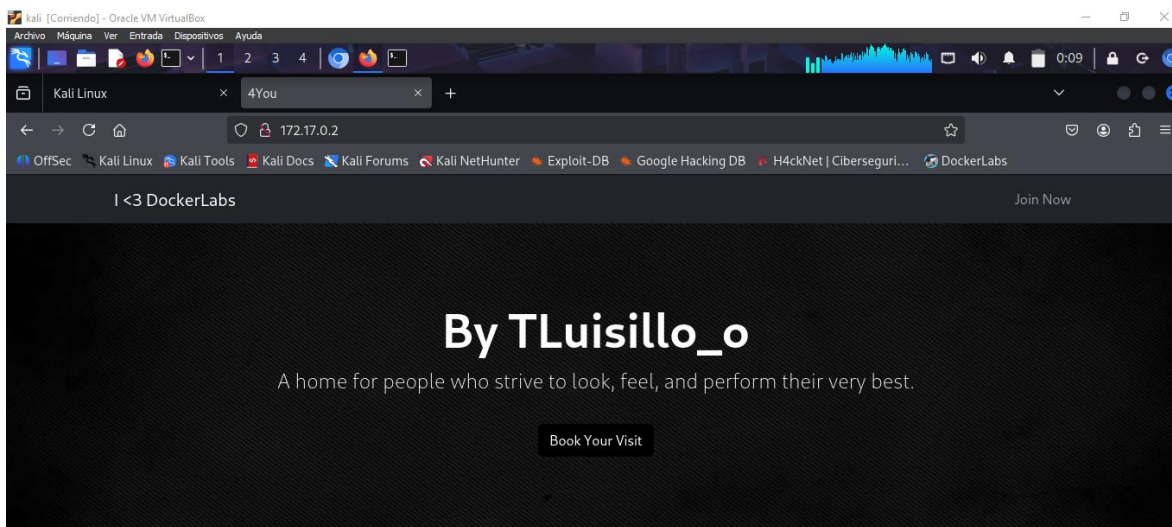 kali [Corriendo] - Oracle VM VirtualBox
Archivo Máquina Ver Entrada Dispositivos Ayuda
1 2 3 4 0:09
Kali Linux × 4You × +
172.17.0.2
OffSec Kali Linux Kali Tools Kali Docs Kali Forums Kali NetHunter Exploit-DB Google Hacking DB H4ckNet | Ciberseguri... DockerLabs
I <3 DockerLabs Join Now
By TLuisillo_o
A home for people who strive to look, feel, and perform their very best.
Book Your Visit